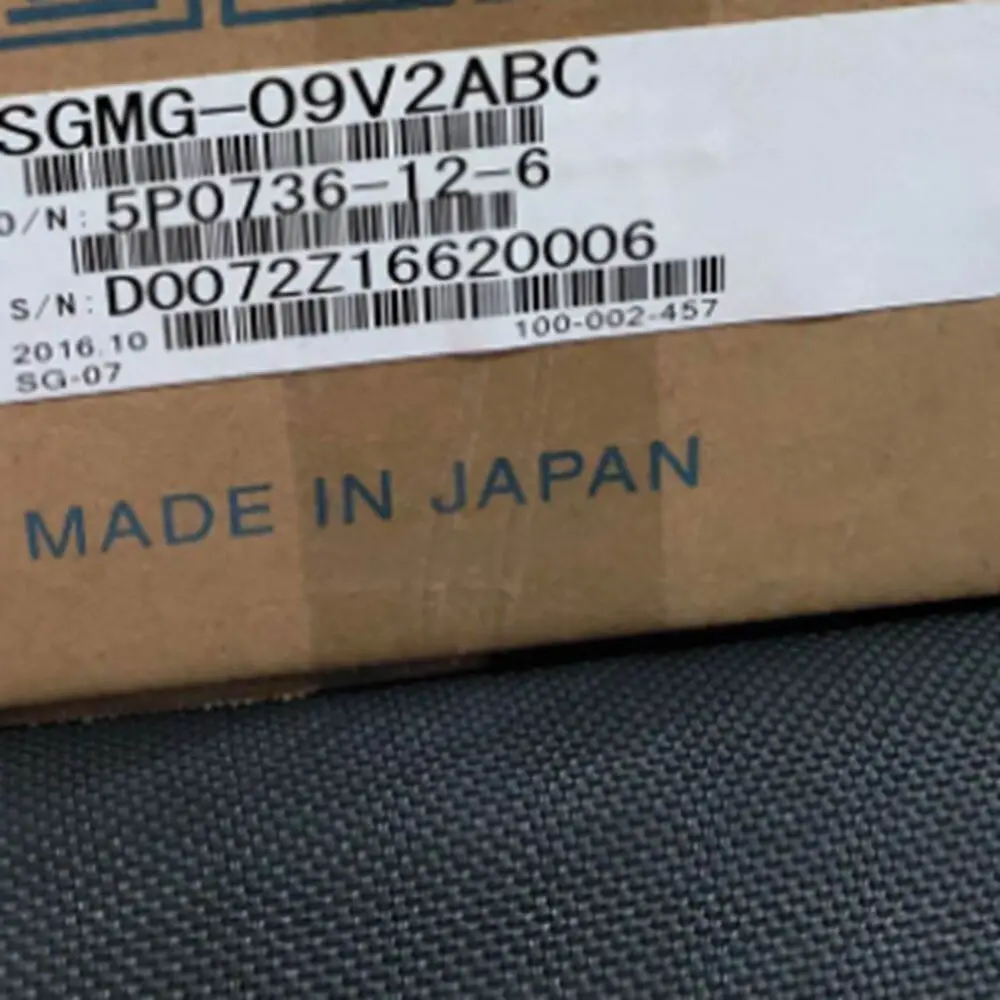 SGMG-09V2ABC
O/N: 5P0736-12-6
S/N: D0072Z16620006
2016.10
100-002-457
SG-07
MADE IN JAPAN